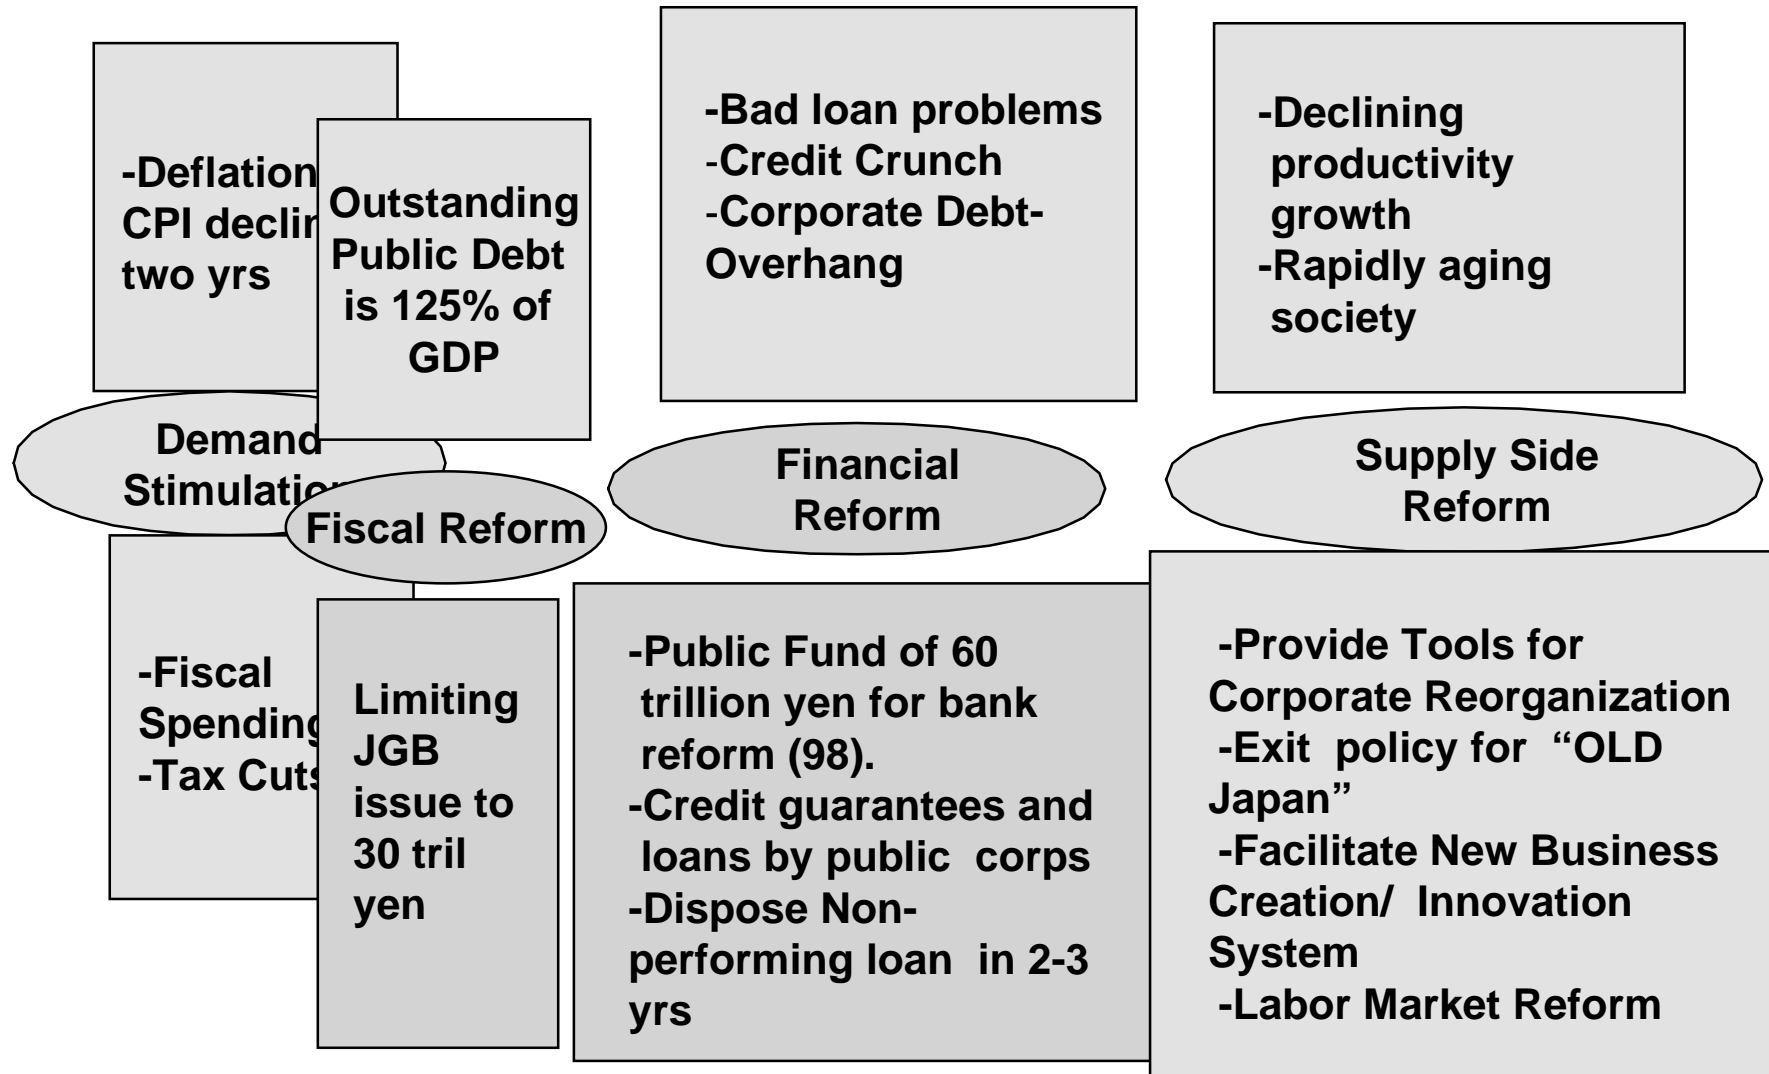 -Deflation
CPI declin
two yrs
Outstanding
Public Debt
is 125% of
GDP
-Bad loan problems
-Credit Crunch
-Corporate Debt-
Overhang
-Declining
productivity
growth
-Rapidly aging
society
Demand
Stimulation
Fiscal Reform
Financial
Reform
Supply Side
Reform
-Fiscal
Spending
-Tax Cuts
Limiting
JGB
issue to
30 tril
yen
-Public Fund of 60
trillion yen for bank
reform (98).
-Credit guarantees and
loans by public corps
-Dispose Non-
performing loan in 2-3
yrs
-Provide Tools for
Corporate Reorganization
-Exit policy for “OLD
Japan”
-Facilitate New Business
Creation/ Innovation
System
-Labor Market Reform